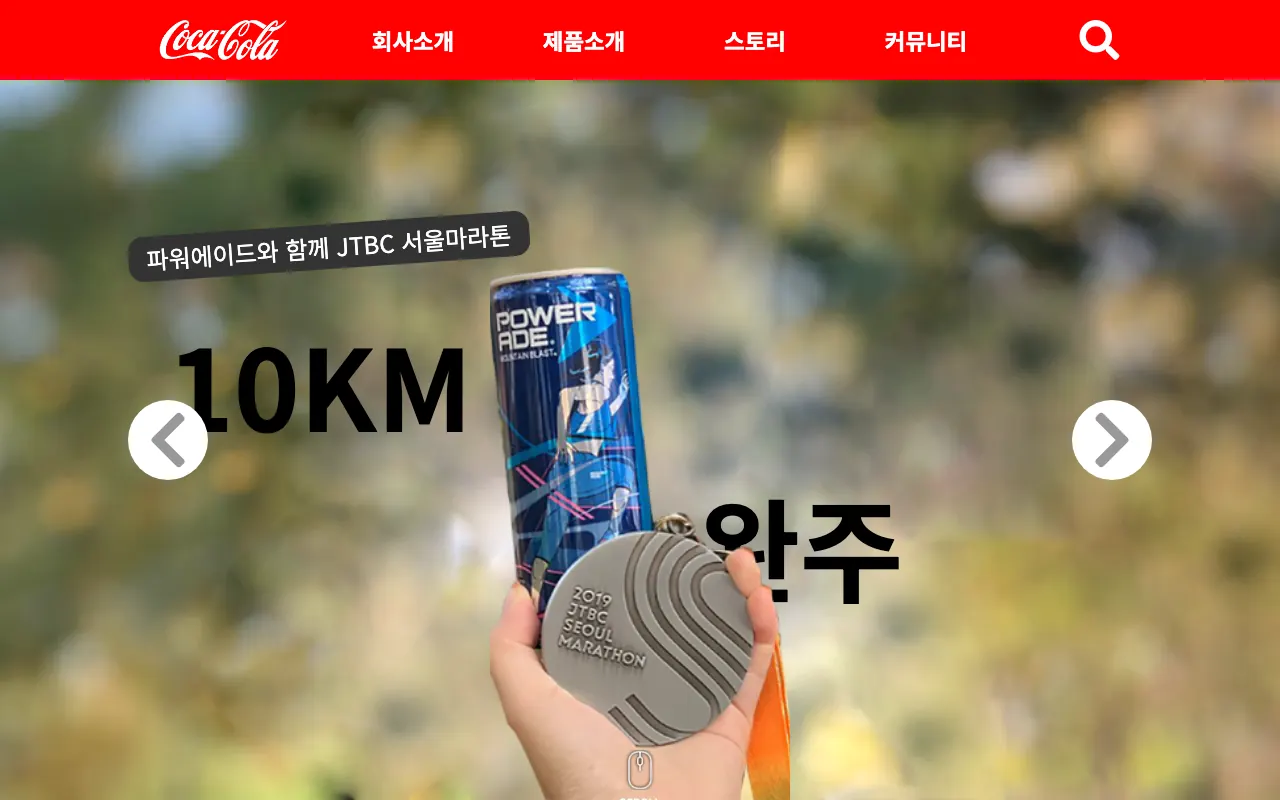 Coca-Cola
회사소개
제품소개
스토리
커뮤니티
파워에이드와 함께 JTBC 서울마라톤
10KM
POWER
ADE.
MOUNTAIN BLAST
완주
2019
JTBC
SEOUL
MARATHON